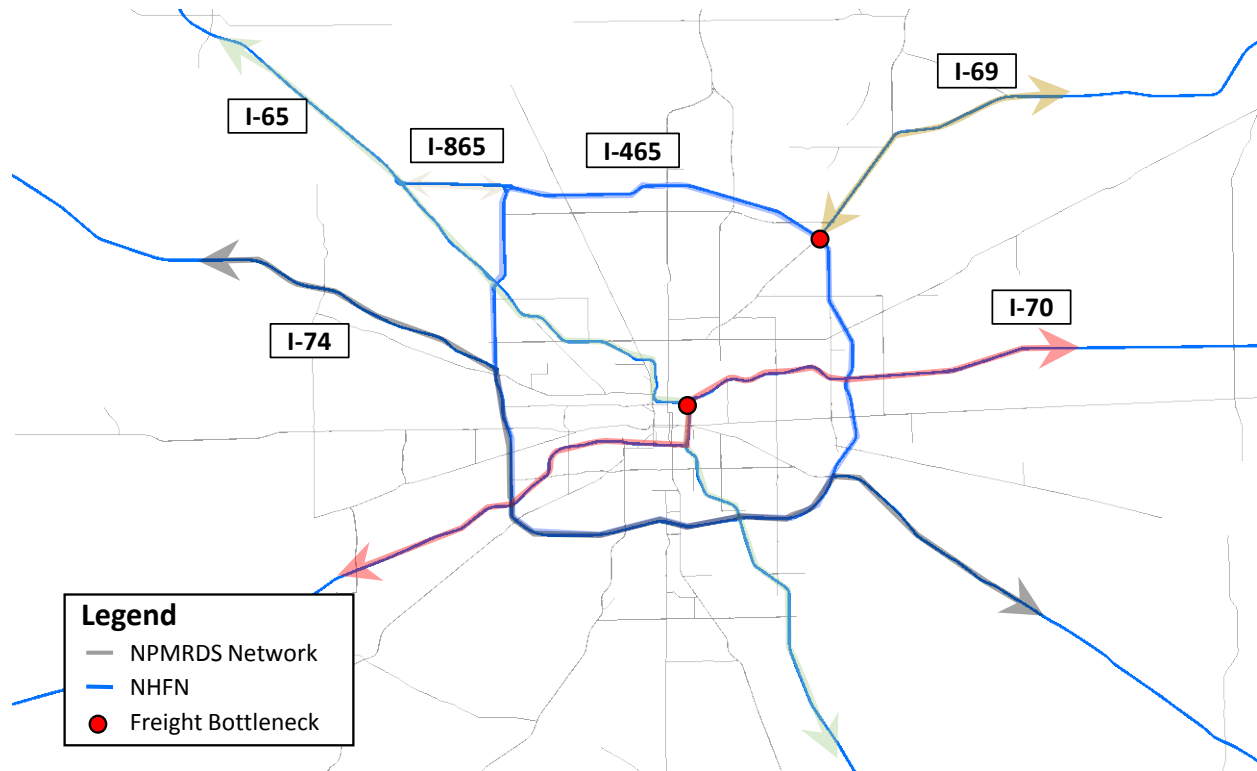 I-69
I-65
I-865
I-465
I-70
I-74
Legend
NPMRDS Network
NHFN
Freight Bottleneck